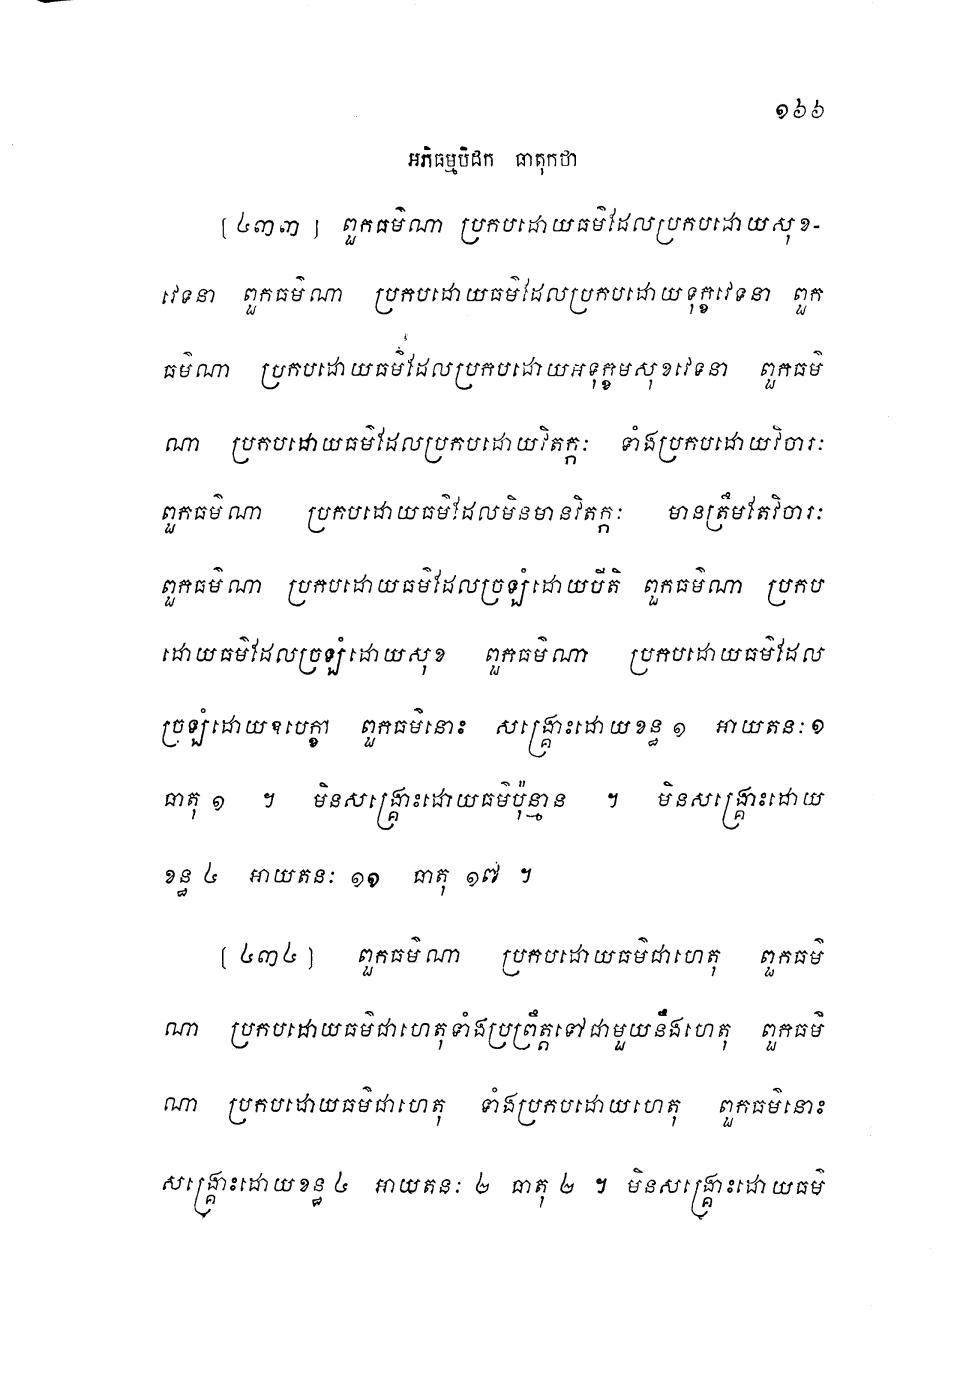 ១៦៦
អភិធម្មបិដក ធាតុកថា
[៤៣៣] ពួកធម៌ណា ប្រកបដោយធម៌ដែលប្រកបដោយសុខ-
វេទនា ពួកធម៌ណា ប្រកបដោយធម៌ដែលប្រកបដោយទុក្ខវេទនា ពួក
ធម៌ណា ប្រកបដោយធម៌ដែលប្រកបដោយអទុក្ខមសុខវេទនា ពួកធម៌
ណា ប្រកបដោយធម៌ដែលប្រកបដោយវិតក្កៈ ទាំងប្រកបដោយវិចារៈ
ពួកធម៌ណា ប្រកបដោយធម៌ដែលមិនមានវិតក្កៈ មានត្រឹមតែវិចារៈ
ពួកធម៌ណា ប្រកបដោយធម៌ដែលច្រឡំដោយបីតិ ពួកធម៌ណា ប្រកប
ដោយធម៌ដែលច្រឡំដោយសុខ ពួកធម៌ណា ប្រកបដោយធម៌ដែល
ច្រឡំដោយឧបេក្ខា ពួកធម៌នោះ សង្គ្រោះដោយខន្ធ ១ អាយតនៈ ១
ធាតុ ១ ។ មិនសង្គ្រោះដោយធម៌ប៉ុន្មាន ។ មិនសង្គ្រោះដោយ
ខន្ធ ៤ អាយតនៈ ១១ ធាតុ ១៧ ។
[៤៣៤] ពួកធម៌ណា ប្រកបដោយធម៌ជាហេតុ ពួកធម៌
ណា ប្រកបដោយធម៌ជាហេតុទាំងប្រព្រឹត្តទៅជាមួយនឹងហេតុ ពួកធម៌
ណា ប្រកបដោយធម៌ជាហេតុ ទាំងប្រកបដោយហេតុ ពួកធម៌នោះ
សង្គ្រោះដោយខន្ធ ៤ អាយតនៈ ២ ធាតុ ២ ។ មិនសង្គ្រោះដោយធម៌